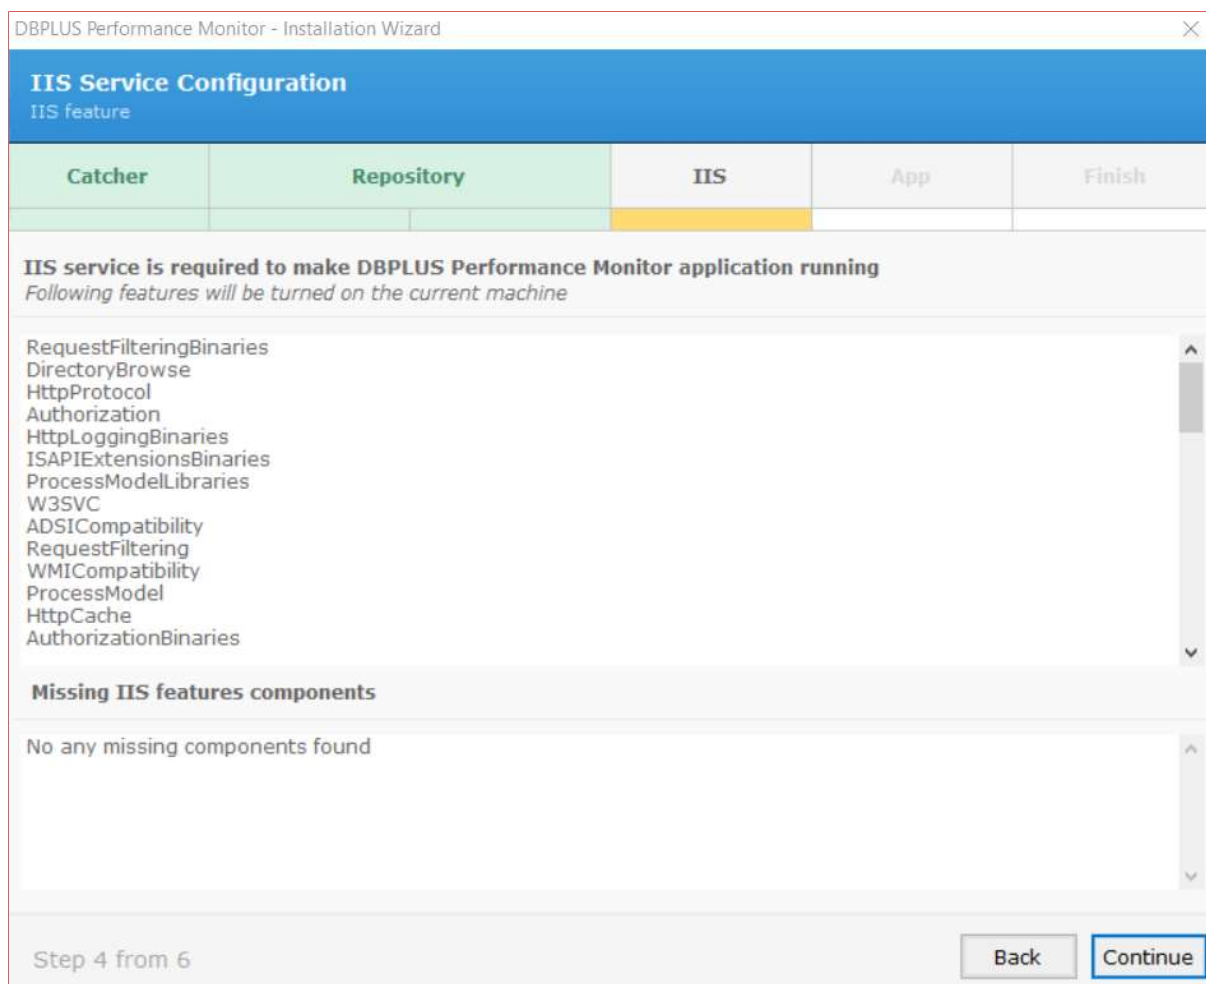 DBPLUS Performance Monitor - Installation Wizard
IIS Service Configuration
IIS feature
Catcher Repository IIS App Finish
IIS service is required to make DBPLUS Performance Monitor application running
Following features will be turned on the current machine
RequestFilteringBinaries
DirectoryBrowse
HttpProtocol
Authorization
HttpLoggingBinaries
ISAPIExtensionsBinaries
ProcessModelLibraries
W3SVC
ADSICompatibility
RequestFiltering
WMICompatibility
ProcessModel
HttpCache
AuthorizationBinaries
Missing IIS features components
No any missing components found
Step 4 from 6 Back Continue